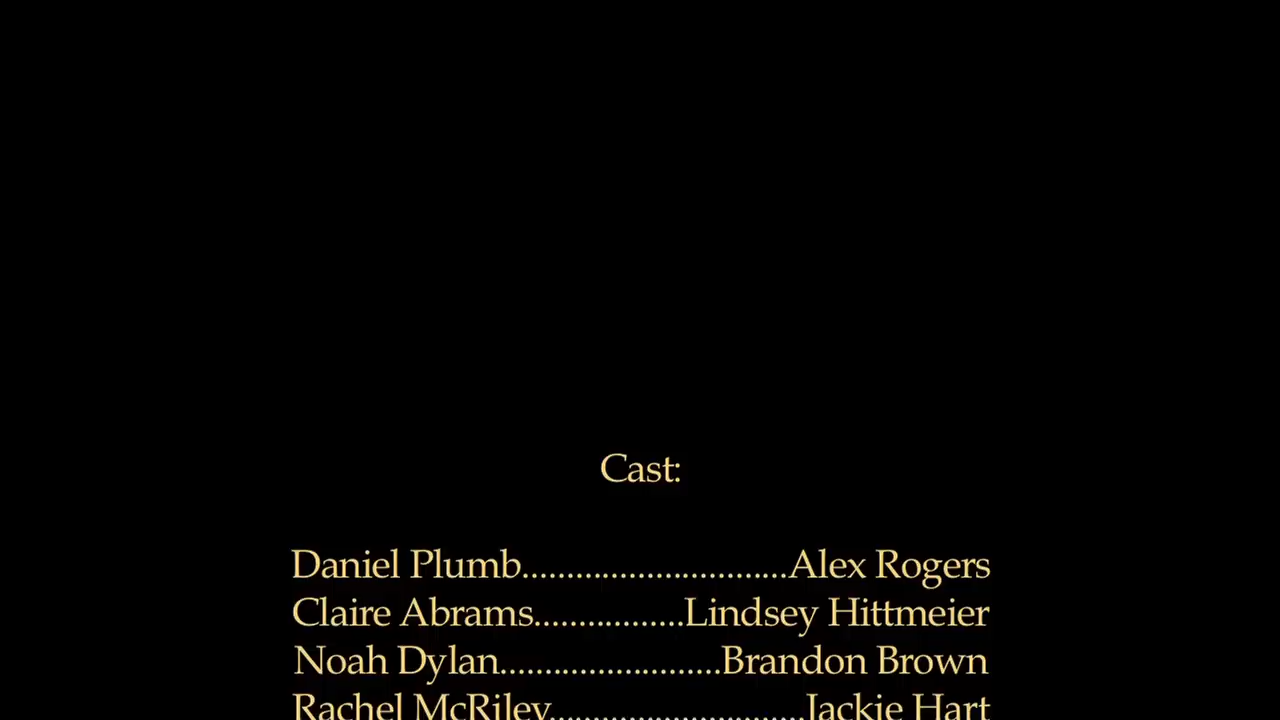 Cast:
Daniel Plumb..............................Alex Rogers
Claire Abrams.................Lindsey Hittmeier
Noah Dylan.........................Brandon Brown
Rachel McRiley.............................Jackie Hart